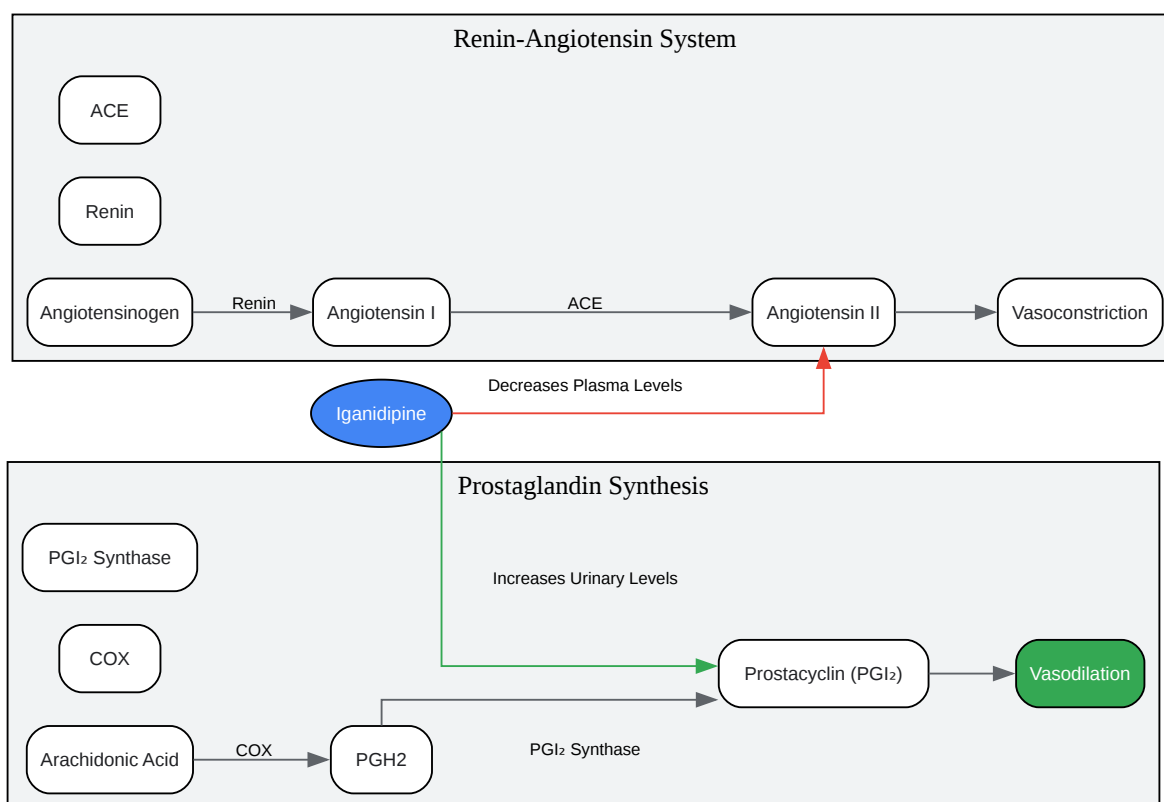 Renin-Angiotensin System
ACE
Renin
Angiotensinogen
Renin
Angiotensin I
ACE
Angiotensin II
Vasoconstriction
Decreases Plasma Levels
Iganidipine
Prostaglandin Synthesis
PGI₂ Synthase
Increases Urinary Levels
COX
Prostacyclin (PGI₂)
Vasodilation
Arachidonic Acid
COX
PGH2
PGI₂ Synthase